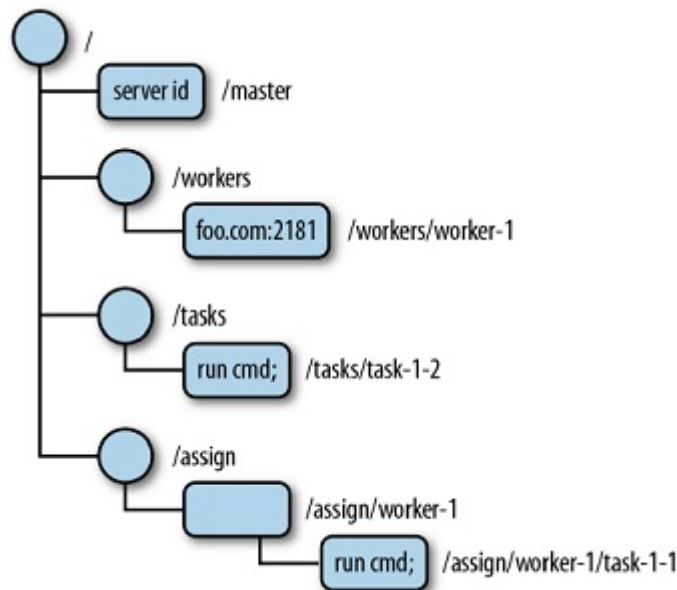 /
server id /master
/workers
foo.com:2181 /workers/worker-1
/tasks
run cmd; /tasks/task-1-2
/assign
/assign/worker-1
run cmd; /assign/worker-1/task-1-1